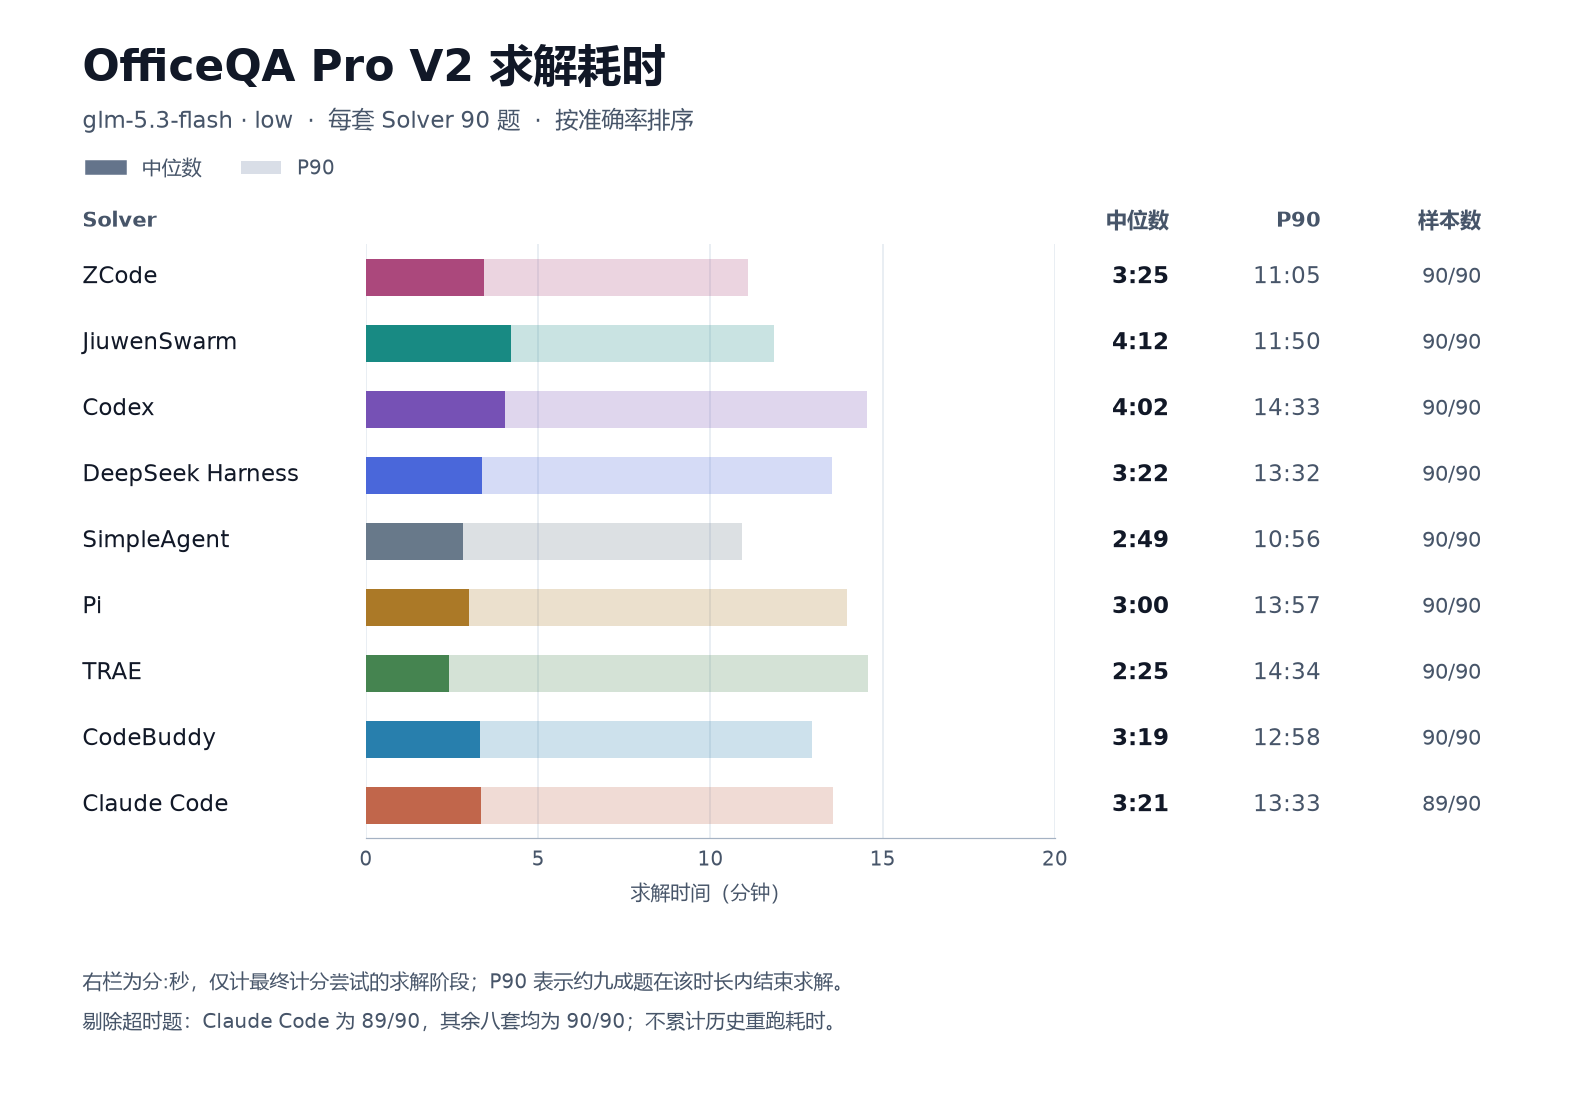 OfficeQA Pro V2 求解耗时
glm-5.3-flash · low · 每套 Solver 90 题 · 按准确率排序
中位数 P90
Solver 中位数 P90 样本数
ZCode 3:25 11:05 90/90
JiuwenSwarm 4:12 11:50 90/90
Codex 4:02 14:33 90/90
DeepSeek Harness 3:22 13:32 90/90
SimpleAgent 2:49 10:56 90/90
Pi 3:00 13:57 90/90
TRAE 2:25 14:34 90/90
CodeBuddy 3:19 12:58 90/90
Claude Code 3:21 13:33 89/90
0 5 10 15 20
求解时间（分钟）
右栏为分:秒，仅计最终计分尝试的求解阶段；P90 表示约九成题在该时长内结束求解。
剔除超时题：Claude Code 为 89/90，其余八套均为 90/90；不累计历史重跑耗时。